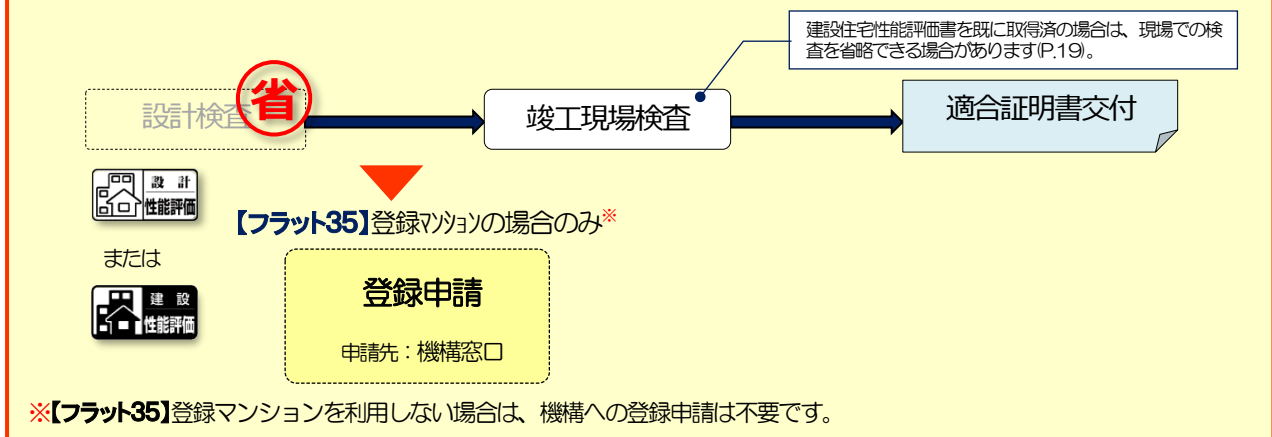 建設住宅性能評価書を既に取得済の場合は、現場での検
査を省略できる場合があります(P.19)。
設計検査
省
竣工現場検査
適合証明書交付
設計
性能評価
または
建設
性能評価
【フラット35】登録マンションの場合のみ※
登録申請
申請先：機構窓口
※【フラット35】登録マンションを利用しない場合は、機構への登録申請は不要です。